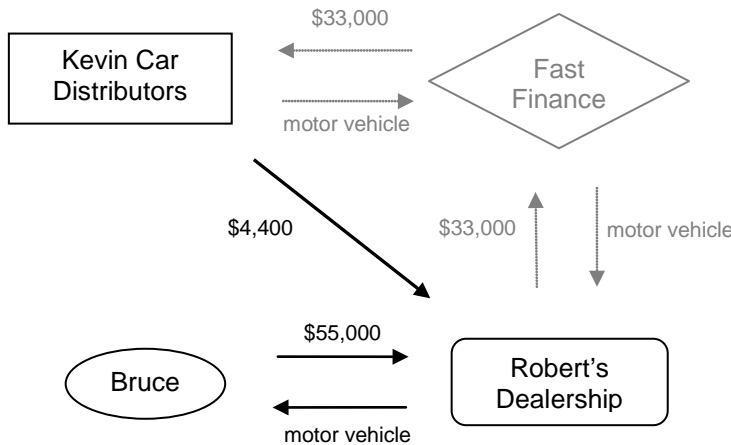 $33,000
Kevin Car
Distributors
Fast
Finance
motor vehicle
$4,400
$33,000
motor vehicle
$55,000
Bruce
Robert's
Dealership
motor vehicle